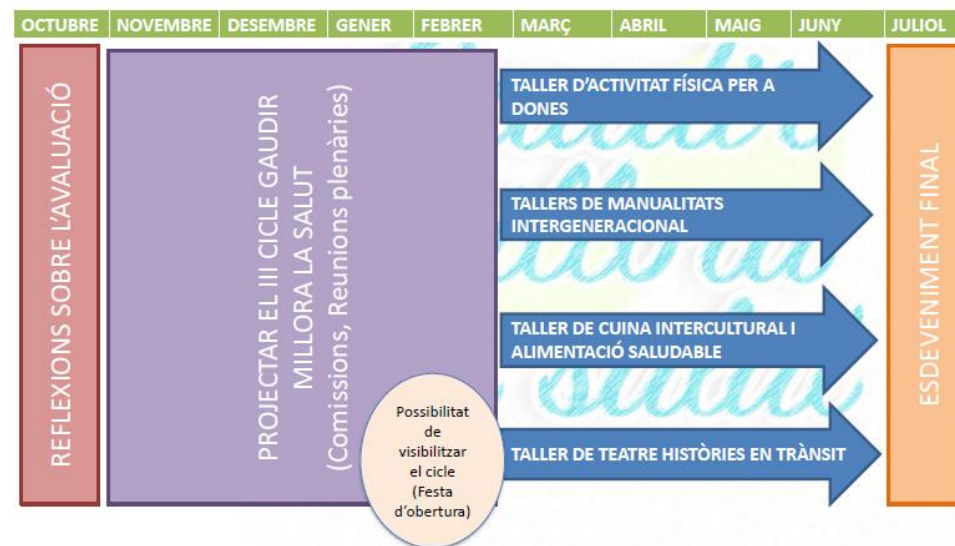 OCTUBRE NOVEMBRE DESEMBRE GENER FEBRER MARÇ ABRIL MAIG JUNY JULIOL
REFLEXIONS SOBRE L'AVALUACIÓ
PROJECTAR EL III CICLE GAUDIR
MILLORA LA SALUT
(Comissions, Reunions plenàries)
Possibilitat
de
visibilitzar
el cicle
(Festa
d'obertura)
TALLER D'ACTIVITAT FÍSICA PER A
DONES
TALLERS DE MANUALITATS
INTERGENERACIONAL
TALLER DE CUINA INTERCULTURAL I
ALIMENTACIÓ SALUDABLE
TALLER DE TEATRE HISTÒRIES EN TRÀNSIT
ESDEVENIMENT FINAL